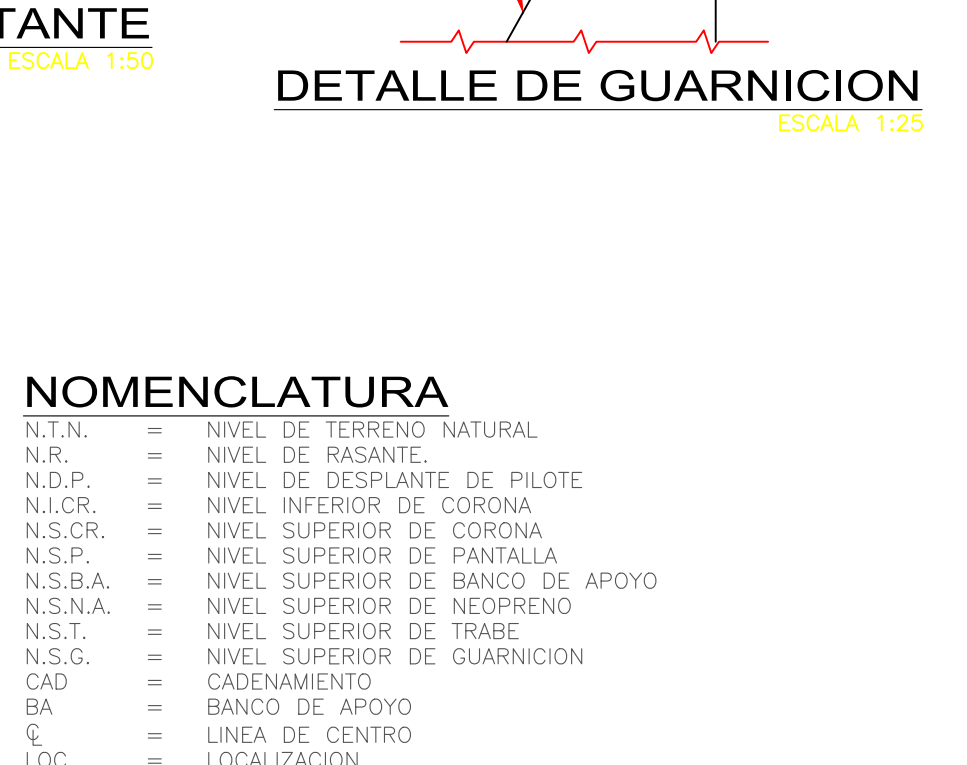 TANTE
ESCALA 1:50
DETALLE DE GUARNICION
ESCALA 1:25
NOMENCLATURA
N.T.N. = NIVEL DE TERRENO NATURAL
N.R. = NIVEL DE RASANTE.
N.D.P. = NIVEL DE DESPLANTE DE PILOTE
N.I.CR. = NIVEL INFERIOR DE CORONA
N.S.CR. = NIVEL SUPERIOR DE CORONA
N.S.P. = NIVEL SUPERIOR DE PANTALLA
N.S.B.A. = NIVEL SUPERIOR DE BANCO DE APOYO
N.S.N.A. = NIVEL SUPERIOR DE NEOPRENO
N.S.T. = NIVEL SUPERIOR DE TRABE
N.S.G. = NIVEL SUPERIOR DE GUARNICION
CAD = CADENAMIENTO
BA = BANCO DE APOYO
℄ = LINEA DE CENTRO
LOC = LOCALIZACION